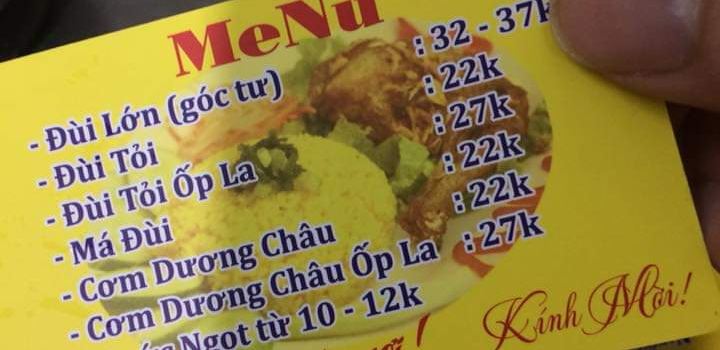 MeNu
- Đùi Lớn (góc tư) : 32 - 37k
- Đùi Tỏi : 22k
- Đùi Tỏi Ốp La : 27k
- Má Đùi : 22k
- Cơm Dương Châu : 22k
- Cơm Dương Châu Ốp La : 27k
Ngọt từ 10 - 12k
Kính Mời!